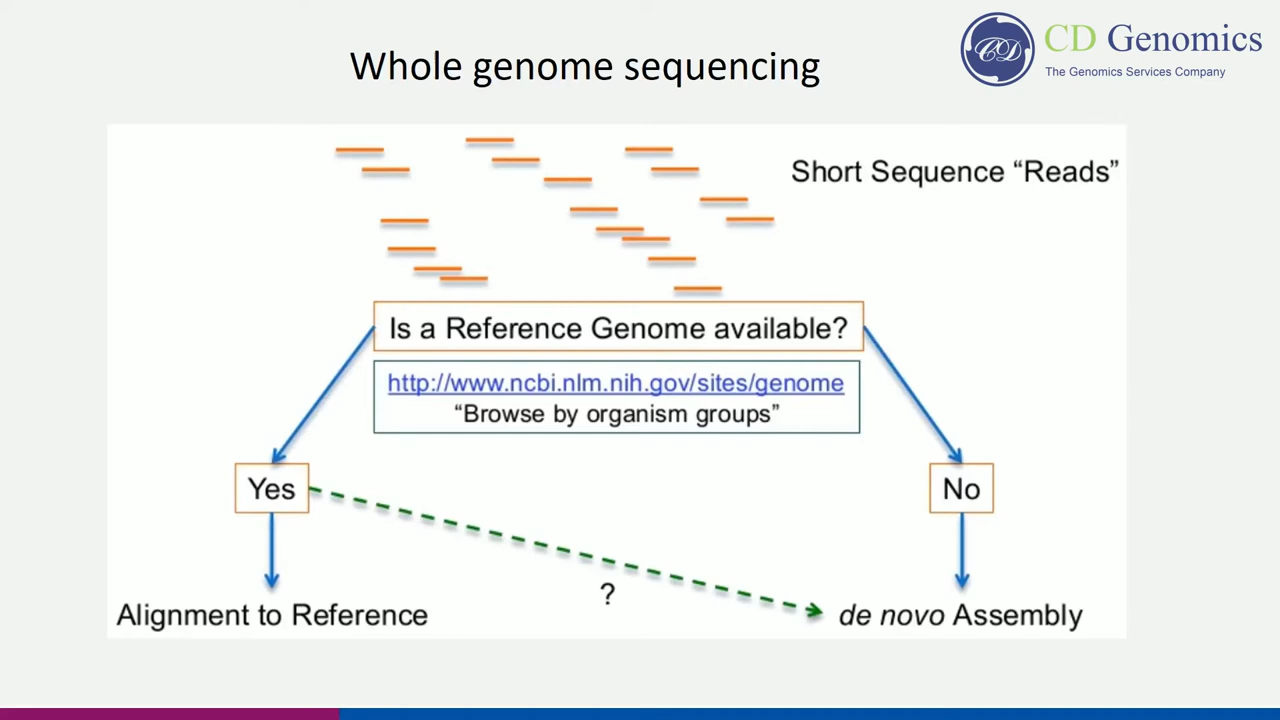 Whole genome sequencing
CD
CD Genomics
The Genomics Services Company
Short Sequence “Reads”
Is a Reference Genome available?
http://www.ncbi.nlm.nih.gov/sites/genome
“Browse by organism groups”
Yes
No
?
Alignment to Reference
de novo Assembly